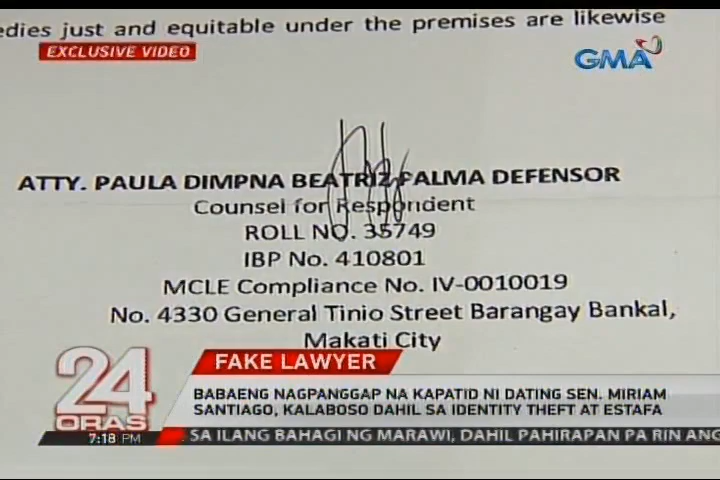 edies just and equitable under the premises are likewise
EXCLUSIVE VIDEO
GMA
ATTY. PAULA DIMPNA BEATRIZ PALMA DEFENSOR
Counsel for Respondent
ROLL NO. 35749
IBP No. 410801
MCLE Compliance No. IV-0010019
No. 4330 General Tinio Street Barangay Bankal,
Makati City
24 ORAS
FAKE LAWYER
BABAENG NAGPANGGAP NA KAPATID NI DATING SEN. MIRIAM
SANTIAGO, KALABOSO DAHIL SA IDENTITY THEFT AT ESTAFA
7:18 PM
SA ILANG BAHAGI NG MARAWI, DAHIL PAHIRAPAN PA RIN ANG